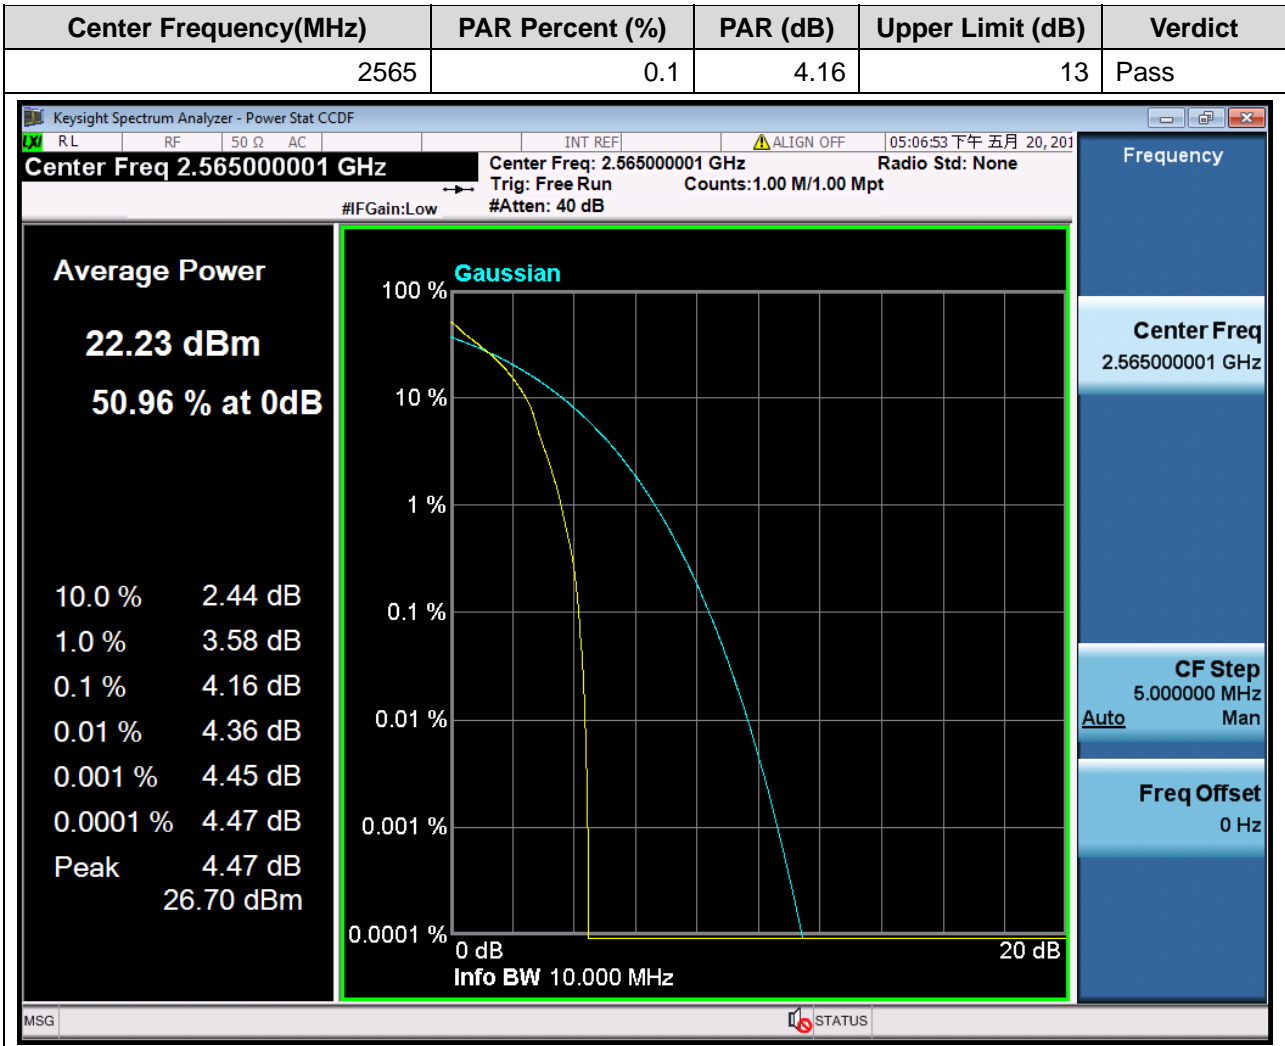 Center Frequency(MHz) PAR Percent (%) PAR (dB) Upper Limit (dB) Verdict
2565 0.1 4.16 13 Pass
Keysight Spectrum Analyzer - Power Stat CCDF
LXI RL RF 50 Ω AC INT REF ALIGN OFF 05:06:53 下午 五月 20, 201
Center Freq 2.565000001 GHz
#IFGain:Low
Center Freq: 2.565000001 GHz Radio Std: None
Trig: Free Run Counts:1.00 M/1.00 Mpt
#Atten: 40 dB
Average Power
22.23 dBm
50.96 % at 0dB
10.0 % 2.44 dB
1.0 % 3.58 dB
0.1 % 4.16 dB
0.01 % 4.36 dB
0.001 % 4.45 dB
0.0001 % 4.47 dB
Peak 4.47 dB
26.70 dBm
Gaussian
100 %
10 %
1 %
0.1 %
0.01 %
0.001 %
0.0001 %
0 dB 20 dB
Info BW 10.000 MHz
Frequency
Center Freq
2.565000001 GHz
CF Step
5.000000 MHz
Auto Man
Freq Offset
0 Hz
MSG STATUS